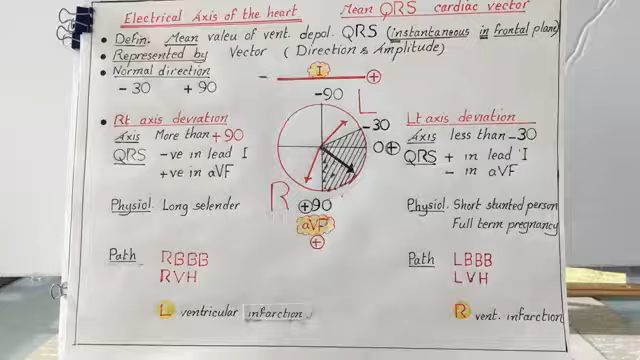 Electrical Axis of the heart Mean QRS cardiac vector
• Defin. Mean valeu of vent. depol. QRS (instantaneous in frontal plane)
• Represented by Vector (Direction & Amplitude)
• Normal direction
- 30 + 90
- I +
- 90
L
- 30
0 +
R
+ 90
aVF
+
• Rt axis deviation
Axis More than + 90
QRS -ve in lead I
+ve in aVF
Physiol. Long selender
Path RBBB
RVH
L ventricular infarction
Lt axis deviation
Axis less than - 30
QRS + in lead I
- in aVF
Physiol. Short stunted person
Full term pregnancy
Path LBBB
LVH
R vent. infarction